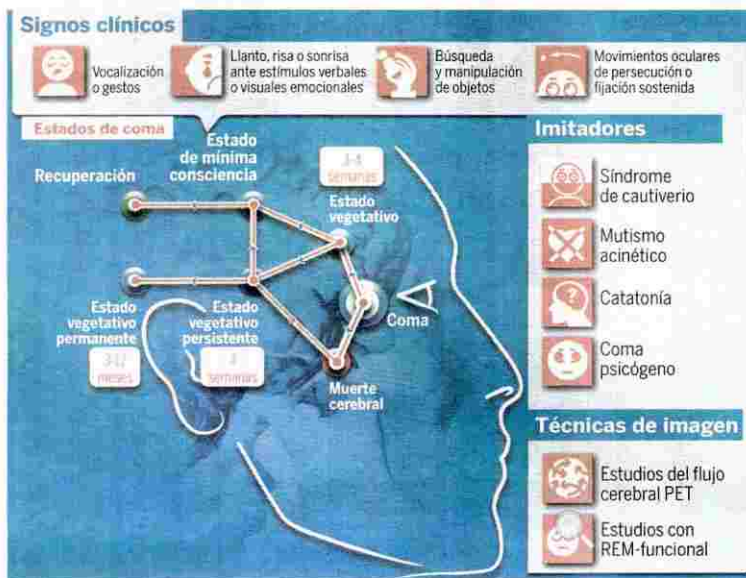 Signos clínicos
Vocalización
o gestos
Llanto, risa o sonrisa
ante estímulos verbales
o visuales emocionales
Búsqueda
y manipulación
de objetos
Movimientos oculares
de persecución o
fijación sostenida
Estados de coma
Recuperación
Estado
de mínima
consciencia
3-4
semanas
Estado
vegetativo
Coma
Estado
vegetativo
permanente
meses
Estado
vegetativo
persistente
semanas
Muerte
cerebral
Imitadores
Síndrome
de cautiverio
Mutismo
acinético
Catatonía
?
Coma
psicógeno
Técnicas de imagen
Estudios del flujo
cerebral PET
Estudios con
REM-funcional